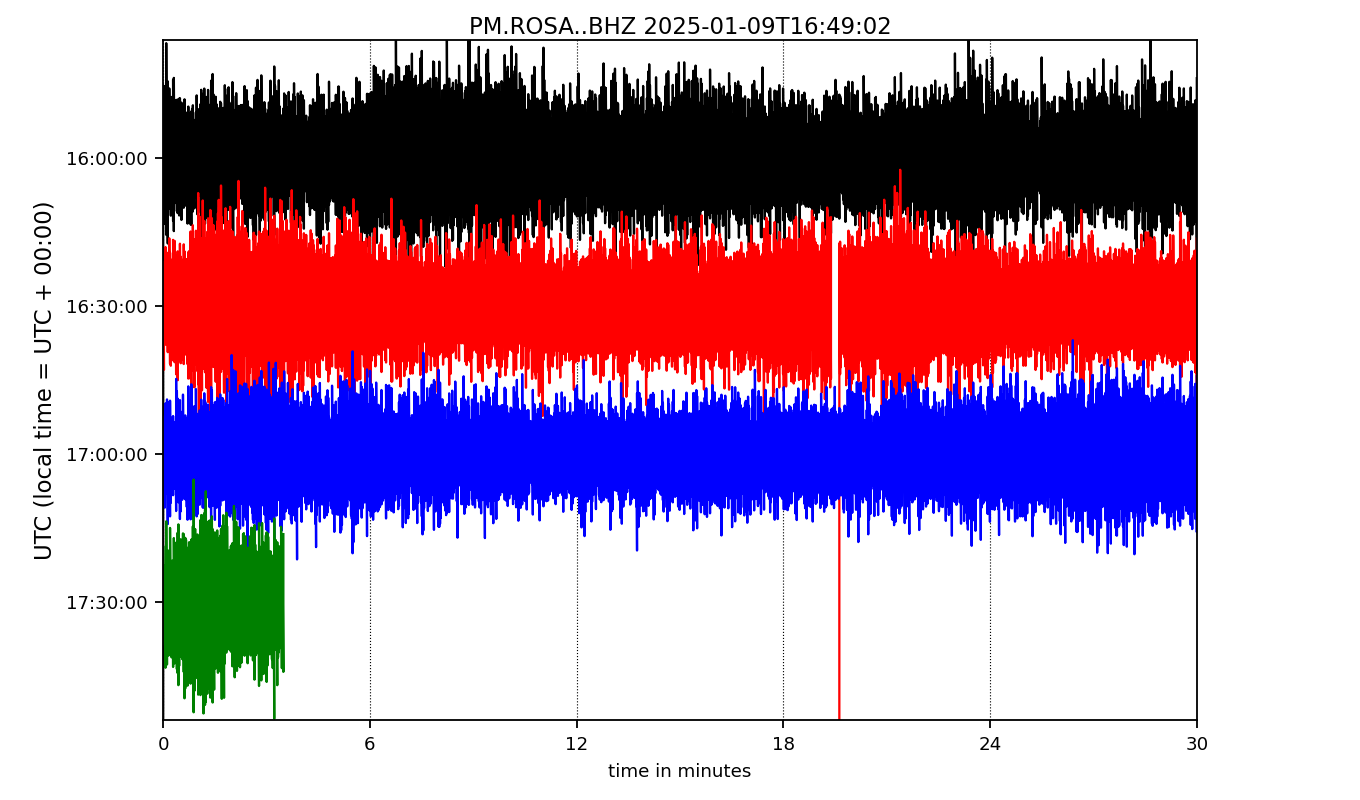 PM.ROSA..BHZ 2025-01-09T16:49:02
UTC (local time = UTC + 00:00)
16:00:00
16:30:00
17:00:00
17:30:00
0 6 12 18 24 30
time in minutes